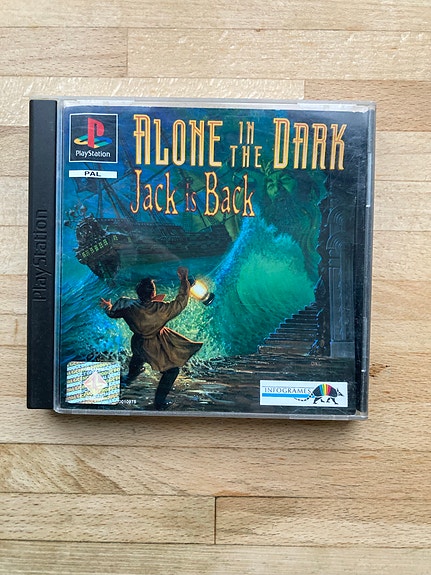 PlayStation
PlayStation
PAL
ALONE IN THE DARK
Jack is Back
INFOGRAMES